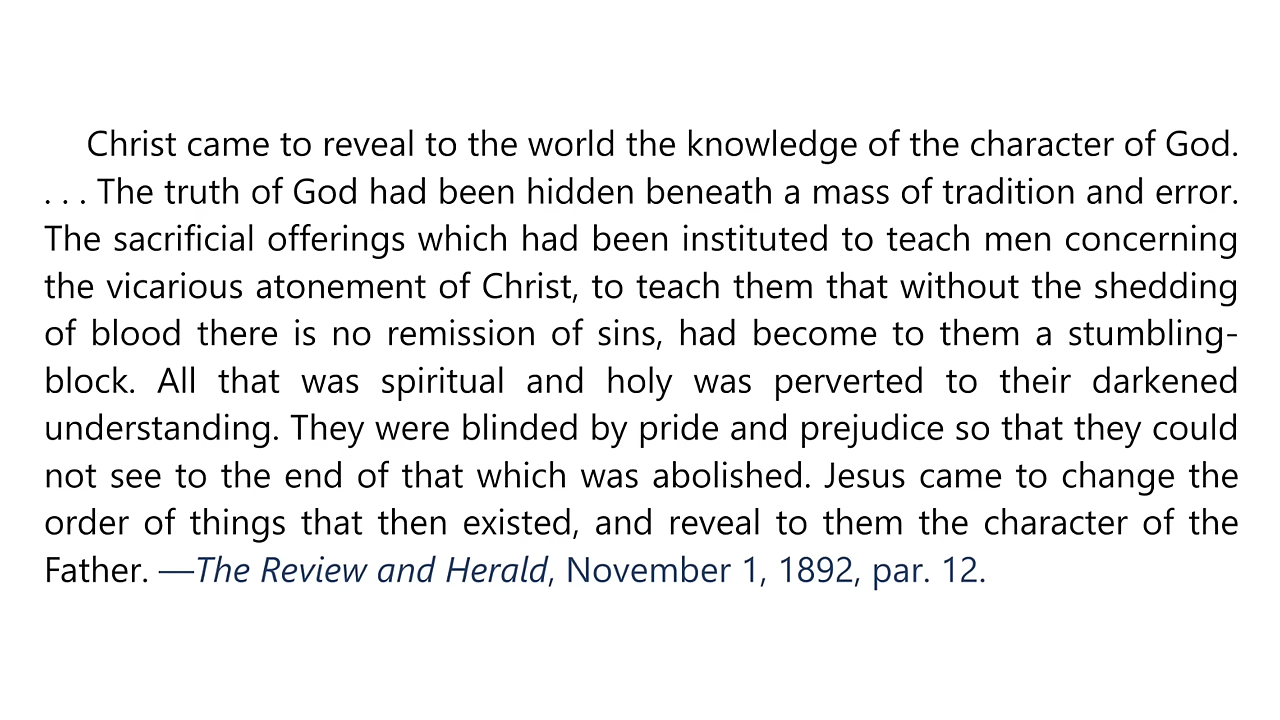 Christ came to reveal to the world the knowledge of the character of God.
. . . The truth of God had been hidden beneath a mass of tradition and error.
The sacrificial offerings which had been instituted to teach men concerning
the vicarious atonement of Christ, to teach them that without the shedding
of blood there is no remission of sins, had become to them a stumbling-
block. All that was spiritual and holy was perverted to their darkened
understanding. They were blinded by pride and prejudice so that they could
not see to the end of that which was abolished. Jesus came to change the
order of things that then existed, and reveal to them the character of the
Father. —The Review and Herald, November 1, 1892, par. 12.